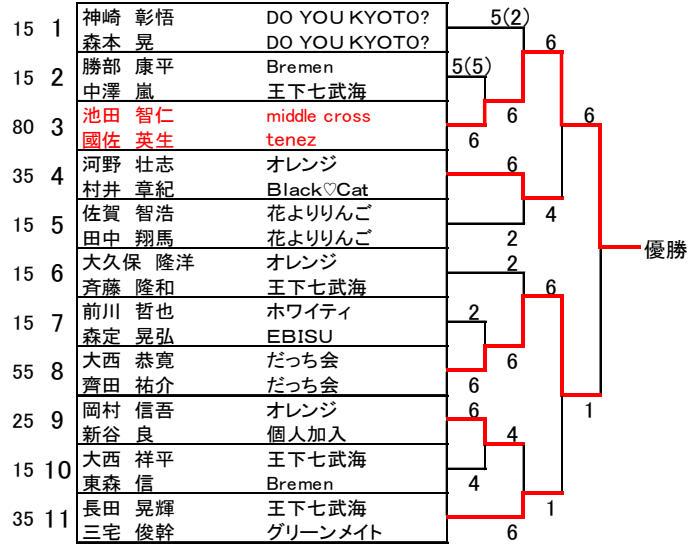 15 1 神崎 彰悟 DO YOU KYOTO?
森本 晃 DO YOU KYOTO?
15 2 勝部 康平 Bremen
中澤 嵐 王下七武海
80 3 池田 智仁 middle cross
國佐 英生 tenez
35 4 河野 壮志 オレンジ
村井 章紀 Black♡Cat
15 5 佐賀 智浩 花よりりんご
田中 翔馬 花よりりんご
15 6 大久保 隆洋 オレンジ
斉藤 隆和 王下七武海
15 7 前川 哲也 ホワイティ
森定 晃弘 EBISU
55 8 大西 恭寛 だっち会
齊田 祐介 だっち会
25 9 岡村 信吾 オレンジ
新谷 良 個人加入
15 10 大西 祥平 王下七武海
東森 信 Bremen
35 11 長田 晃輝 王下七武海
三宅 俊幹 グリーンメイト
5(2)
6
5(5)
6
6
6
6
4
2
優勝
2
6
2
6
6
1
6
4
4
1
6